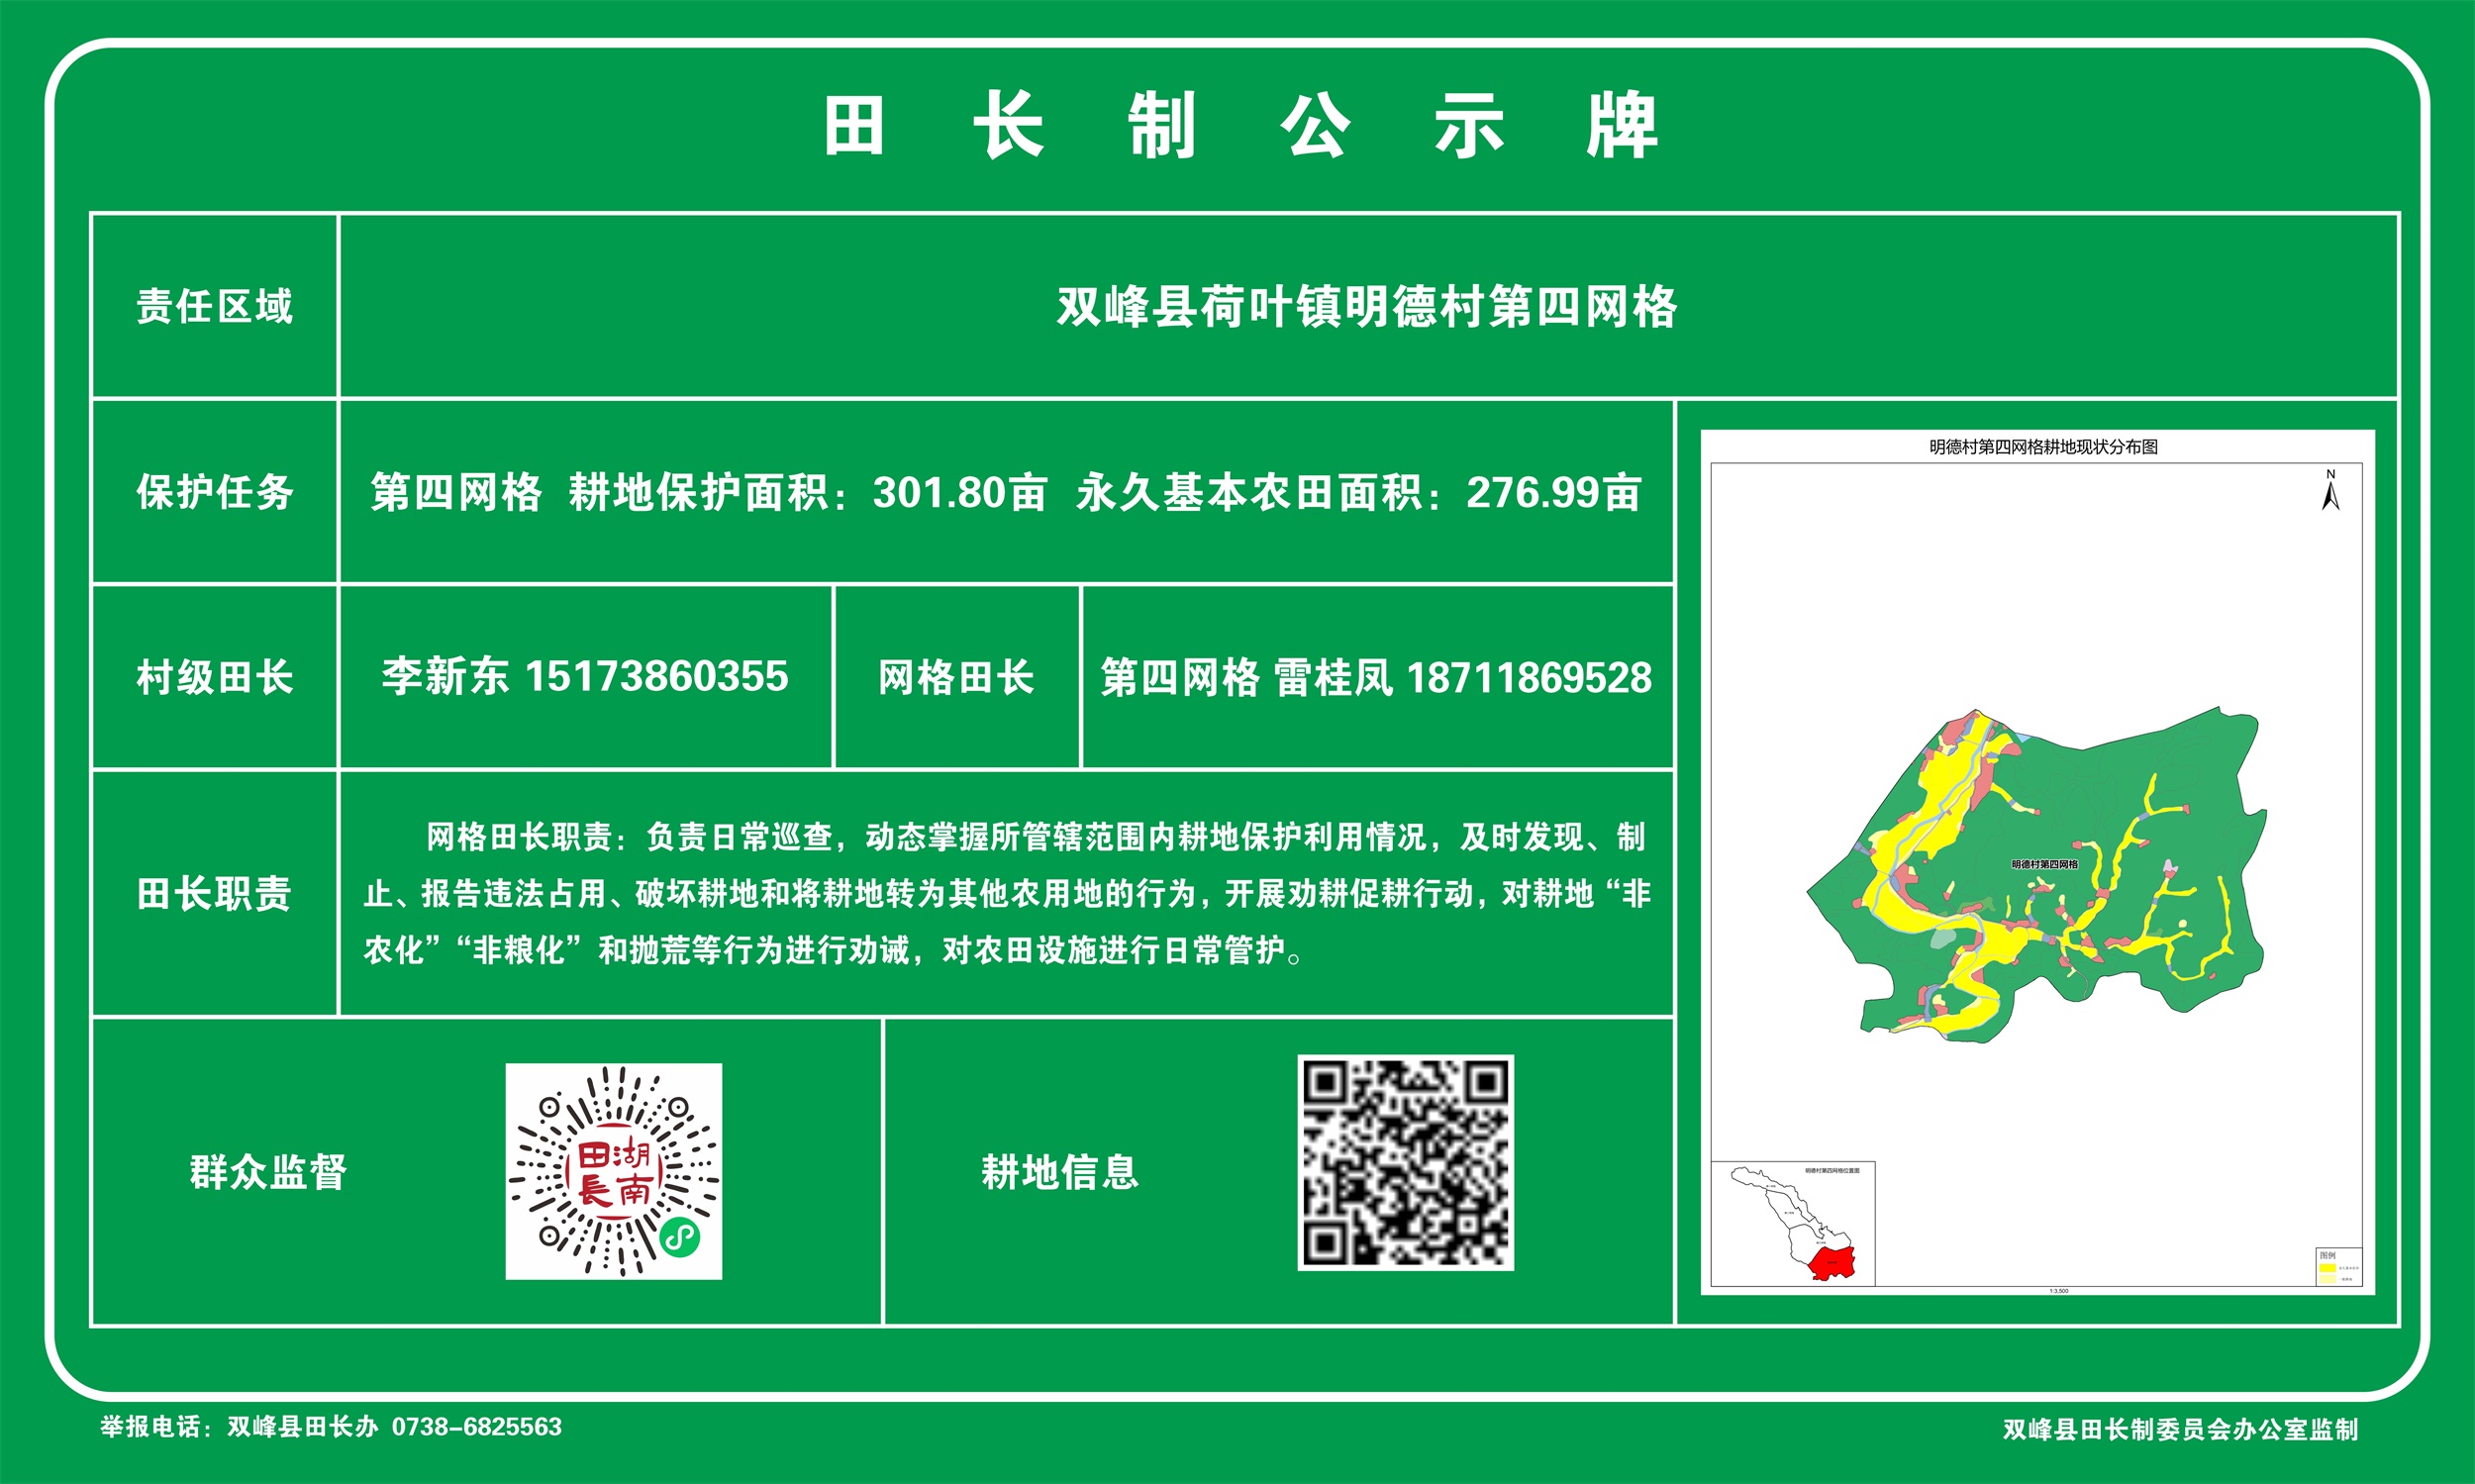 田长制公示牌
责任区域
双峰县荷叶镇明德村第四网格
保护任务
第四网格 耕地保护面积：301.80亩 永久基本农田面积：276.99亩
村级田长
李新东 15173860355
网格田长
第四网格 雷桂凤 18711869528
田长职责
网格田长职责：负责日常巡查，动态掌握所管辖范围内耕地保护利用情况，及时发现、制
止、报告违法占用、破坏耕地和将耕地转为其他农用地的行为，开展劝耕促耕行动，对耕地“非
农化”“非粮化”和抛荒等行为进行劝诫，对农田设施进行日常管护。
群众监督
湖南
田長
耕地信息
明德村第四网格耕地现状分布图
N
明德村第四网格
明德村第四网格位置图
图例
1:3,500
举报电话：双峰县田长办 0738-6825563
双峰县田长制委员会办公室监制